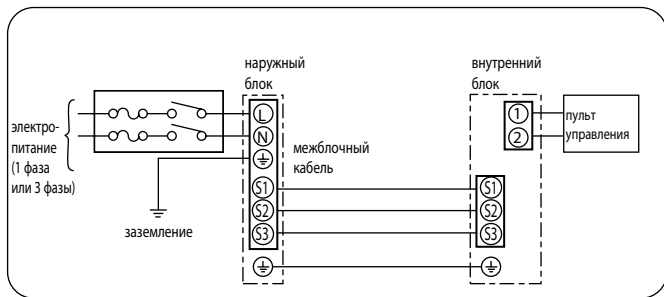 наружный
блок
внутренний
блок
электро-
питание
(1 фаза
или 3 фазы)
L
N
S1
S2
S3
заземление
межблочный
кабель
1
2
S1
S2
S3
пульт
управления